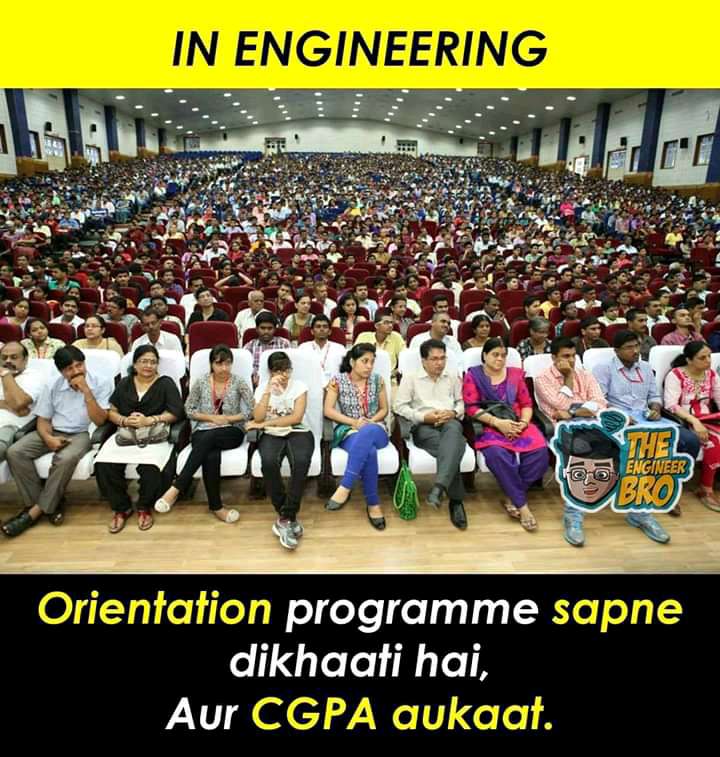 IN ENGINEERING
THE
ENGINEER
BRO
Orientation programme sapne
dikhaati hai,
Aur CGPA aukaat.